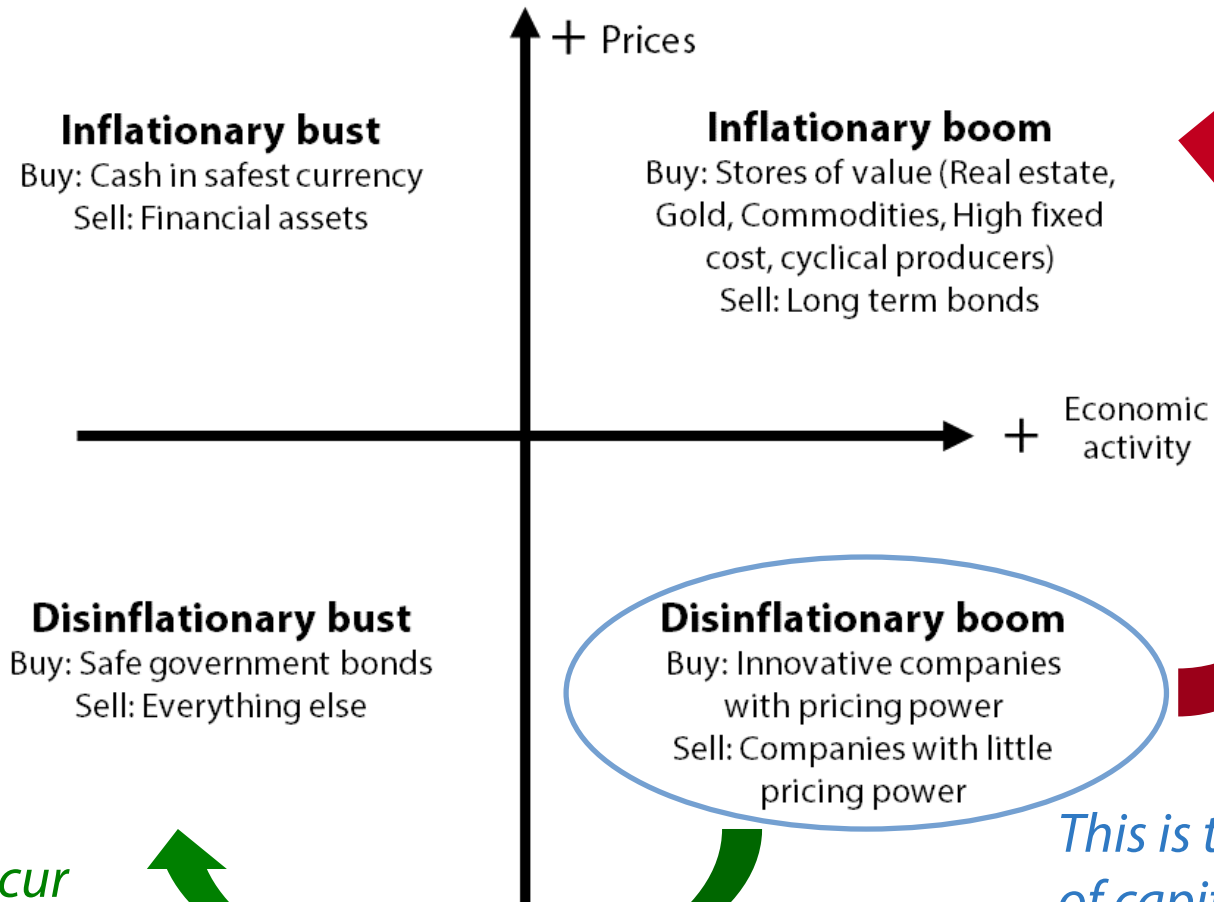 + Prices
Inflationary bust
Buy: Cash in safest currency
Sell: Financial assets
Inflationary boom
Buy: Stores of value (Real estate,
Gold, Commodities, High fixed
cost, cyclical producers)
Sell: Long term bonds
+ Economic
activity
Disinflationary bust
Buy: Safe government bonds
Sell: Everything else
Disinflationary boom
Buy: Innovative companies
with pricing power
Sell: Companies with little
pricing power
This is